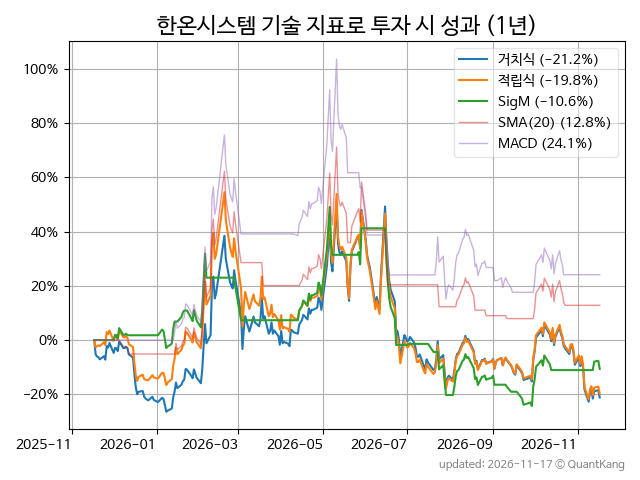 한온시스템 기술 지표로 투자 시 성과 (1년)
거치식 (-21.2%)
적립식 (-19.8%)
SigM (-10.6%)
SMA(20) (12.8%)
MACD (24.1%)
100%
80%
60%
40%
20%
0%
-20%
2025-11 2026-01 2026-03 2026-05 2026-07 2026-09 2026-11
updated: 2026-11-17 © QuantKang